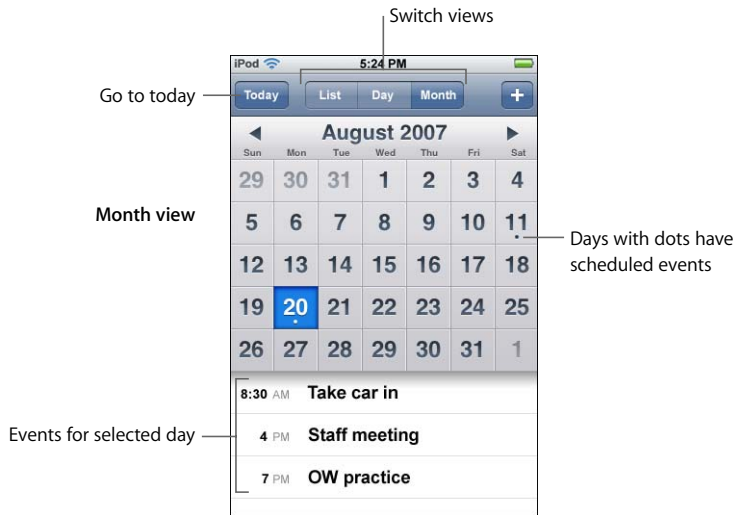 Switch views
iPod 5:24 PM
Go to today
Today List Day Month +
August 2007
Sun Mon Tue Wed Thu Fri Sat
29 30 31 1 2 3 4
Month view
5 6 7 8 9 10 11
Days with dots have
scheduled events
12 13 14 15 16 17 18
19 20 21 22 23 24 25
26 27 28 29 30 31 1
8:30 AM Take car in
Events for selected day
4 PM Staff meeting
7 PM OW practice